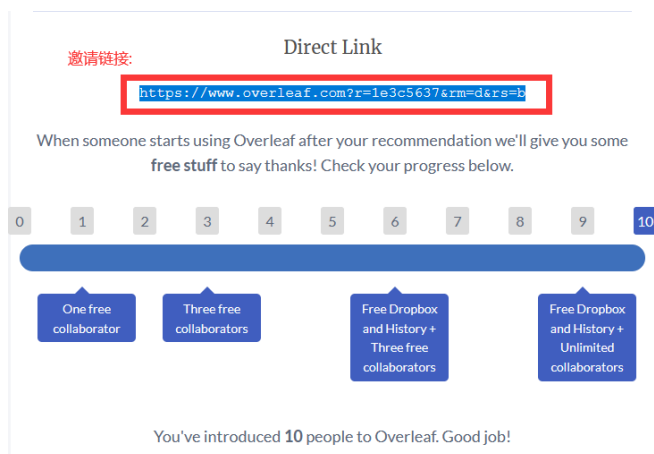 Direct Link
邀请链接:
https://www.overleaf.com?r=1e3c5637&rm=d&rs=b
When someone starts using Overleaf after your recommendation we'll give you some
free stuff to say thanks! Check your progress below.
0 1 2 3 4 5 6 7 8 9 10
One free
collaborator
Three free
collaborators
Free Dropbox
and History +
Three free
collaborators
Free Dropbox
and History +
Unlimited
collaborators
You've introduced 10 people to Overleaf. Good job!